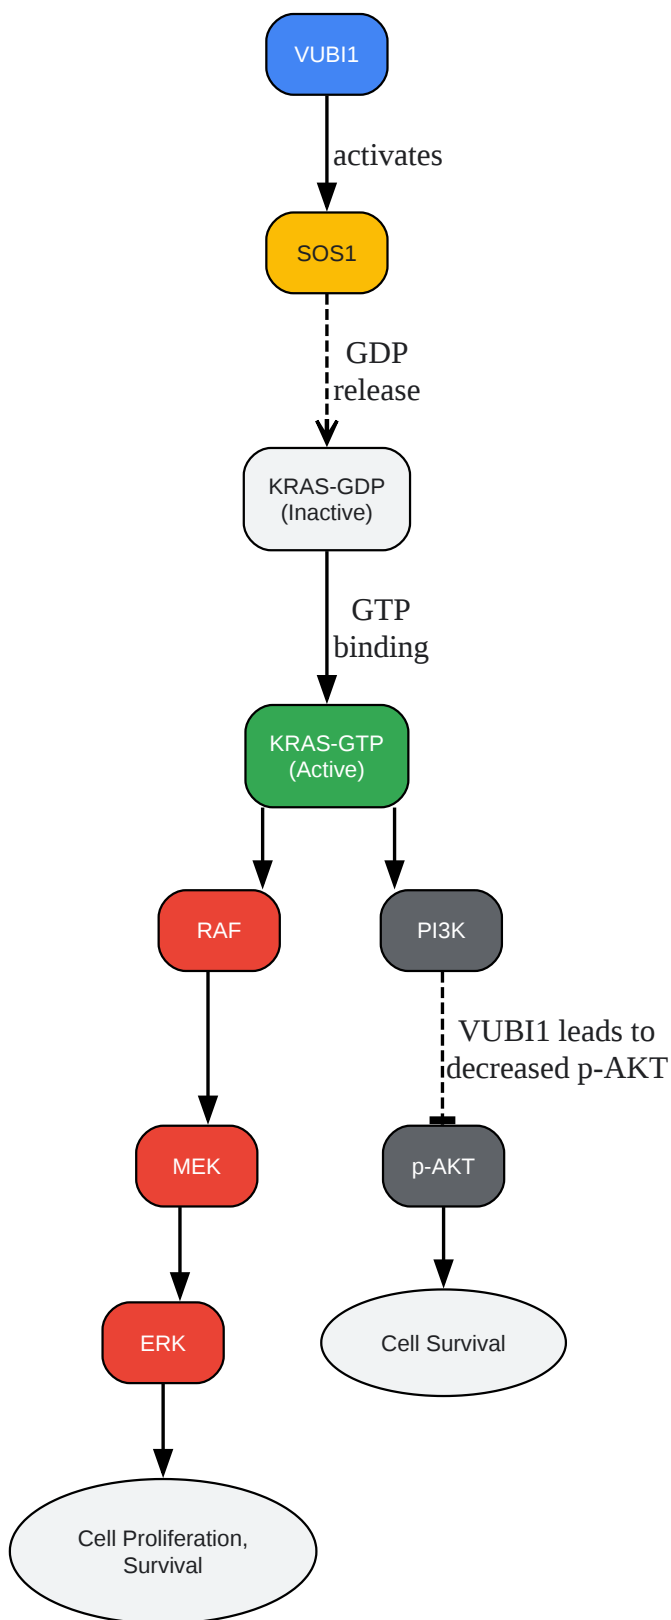 VUBI1
activates
SOS1
GDP
release
KRAS-GDP
(Inactive)
GTP
binding
KRAS-GTP
(Active)
RAF
PI3K
VUBI1 leads to
decreased p-AKT
MEK
p-AKT
ERK
Cell Survival
Cell Proliferation,
Survival